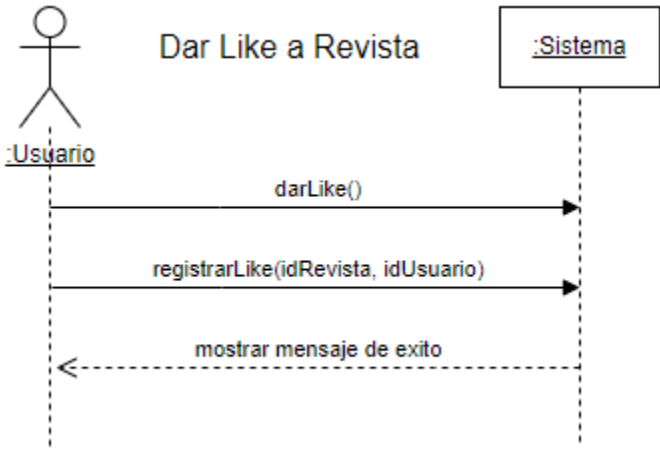 Dar Like a Revista
:Sistema
:Usuario
darLike()
registrarLike(idRevista, idUsuario)
mostrar mensaje de exito